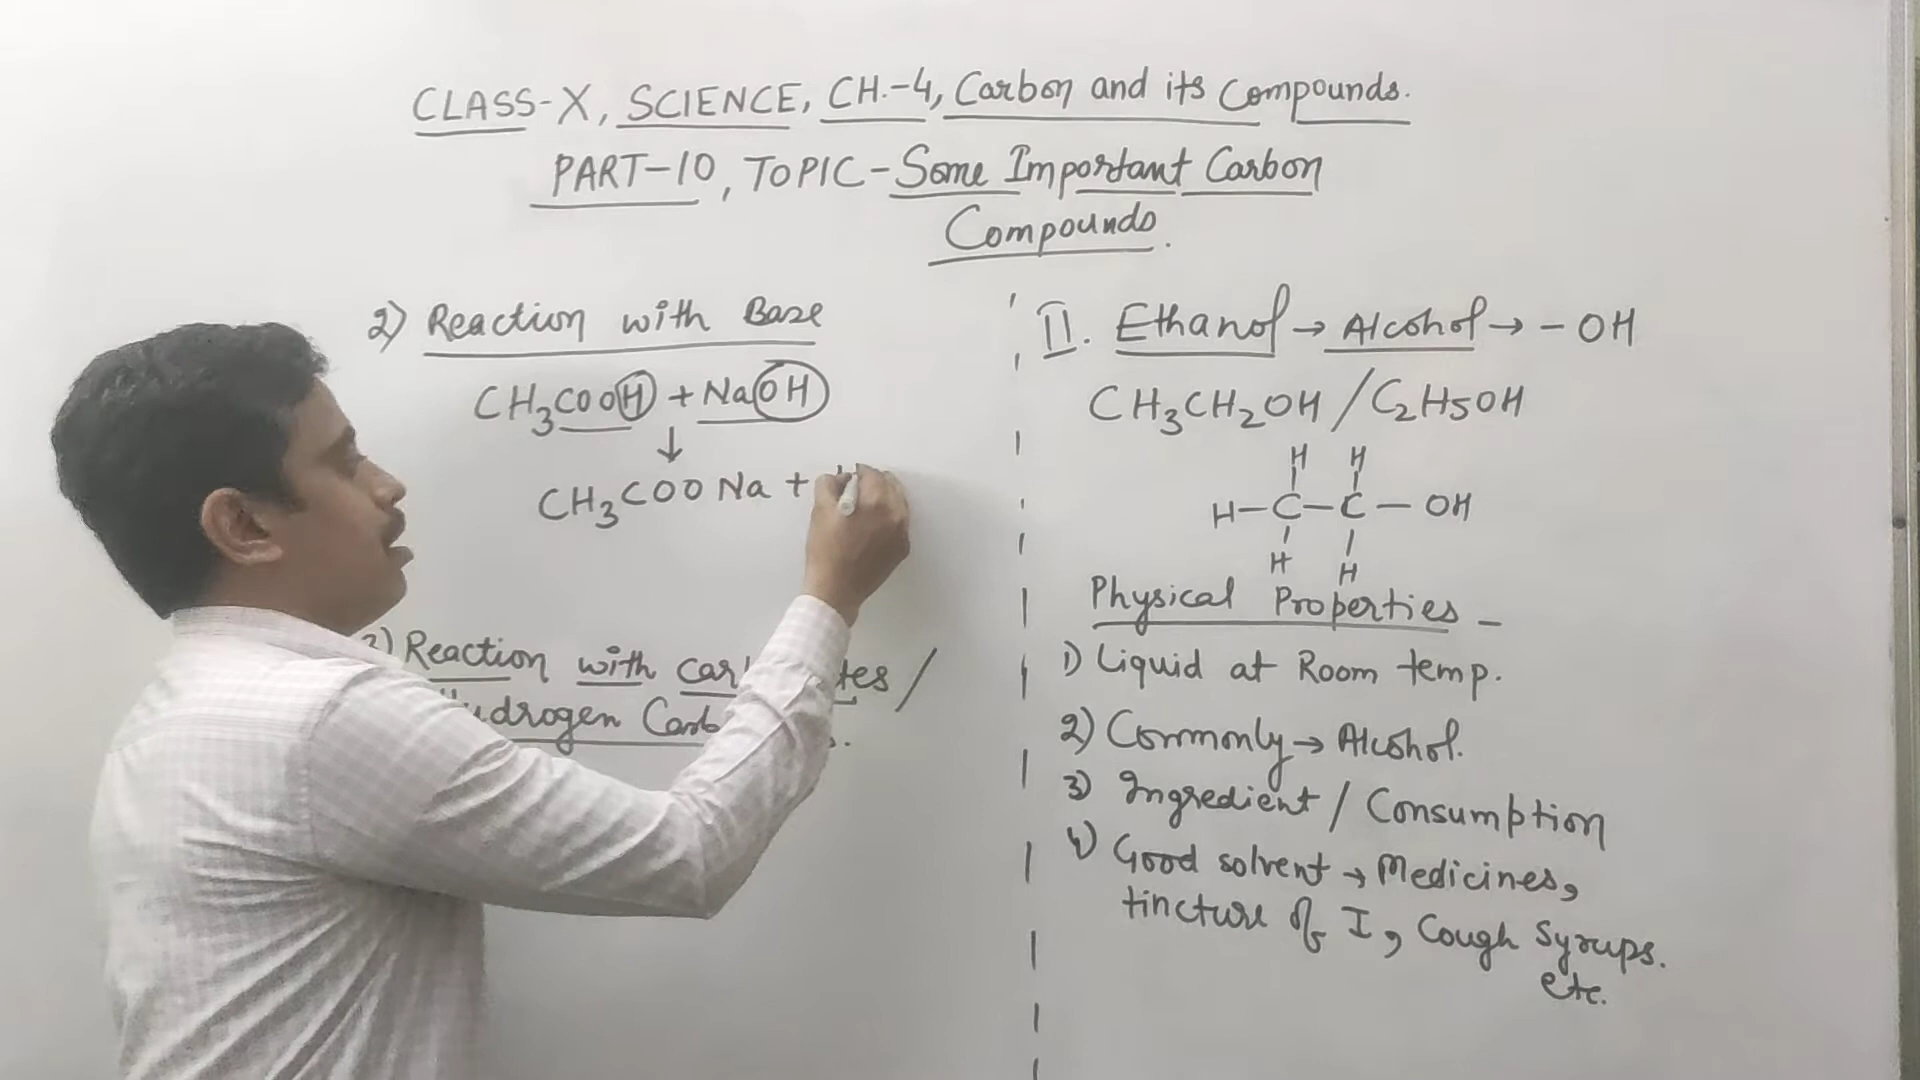 CLASS-X, SCIENCE, CH.-4, Carbon and its Compounds.
PART-10, TOPIC-Some Important Carbon
Compounds.
2) Reaction with Base
CH3COOH + NaOH
↓
CH3COONa +
3) Reaction with
Hydrogen
II. Ethanol → Alcohol → -OH
CH3CH2OH / C2H5OH
H H
H-C-C-OH
H H
Physical Properties -
1) Liquid at Room temp.
2) Commonly → Alcohol.
3) Ingredient / Consumption
4) Good solvent → Medicines,
tincture of I, Cough Syrups.
etc.